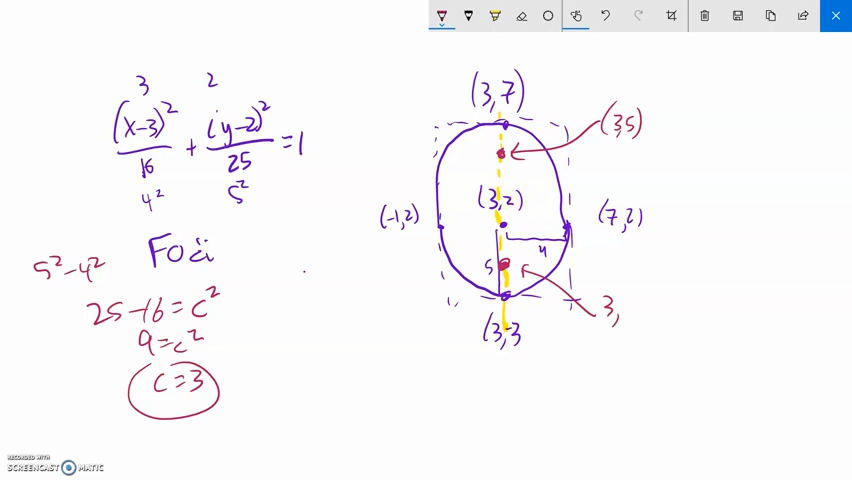 3 2
(x-3)² / 16 + (y-2)² / 25 = 1
4² 5²
Foci
5²-4²
25-16=c²
9=c²
c=3
(3,7)
(3,5)
(3,2)
(-1,2)
(7,2)
4
5
3,
(3,-3
RECORDED WITH
SCREENCAST MATIC